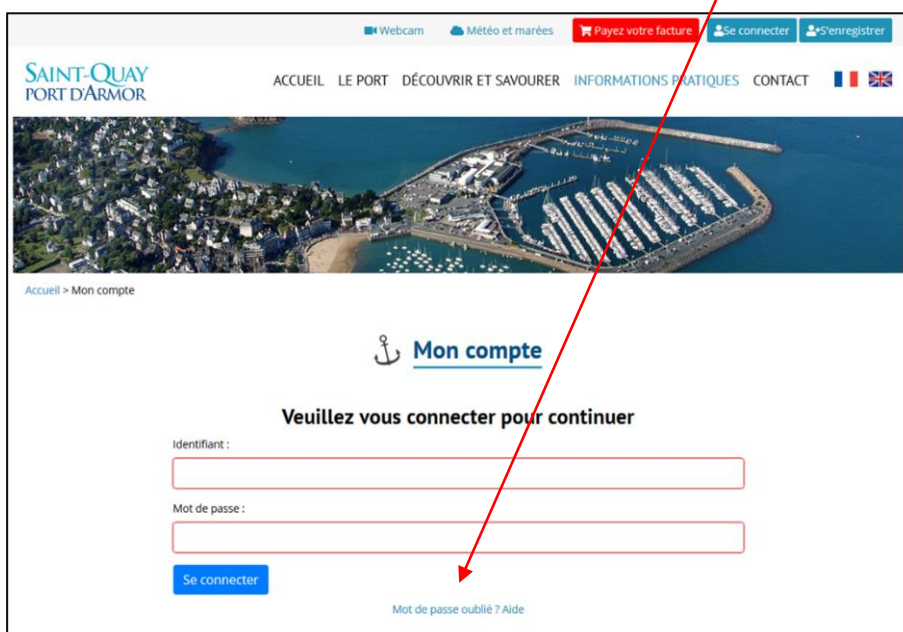 Webcam Météo et marées Payez votre facture Se connecter S'enregistrer
SAINT-QUAY
PORT D'ARMOR
ACCUEIL LE PORT DÉCOUVRIR ET SAVOURER INFORMATIONS PRATIQUES CONTACT
Accueil > Mon compte
Mon compte
Veuillez vous connecter pour continuer
Identifiant :
Mot de passe :
Se connecter
Mot de passe oublié ? Aide